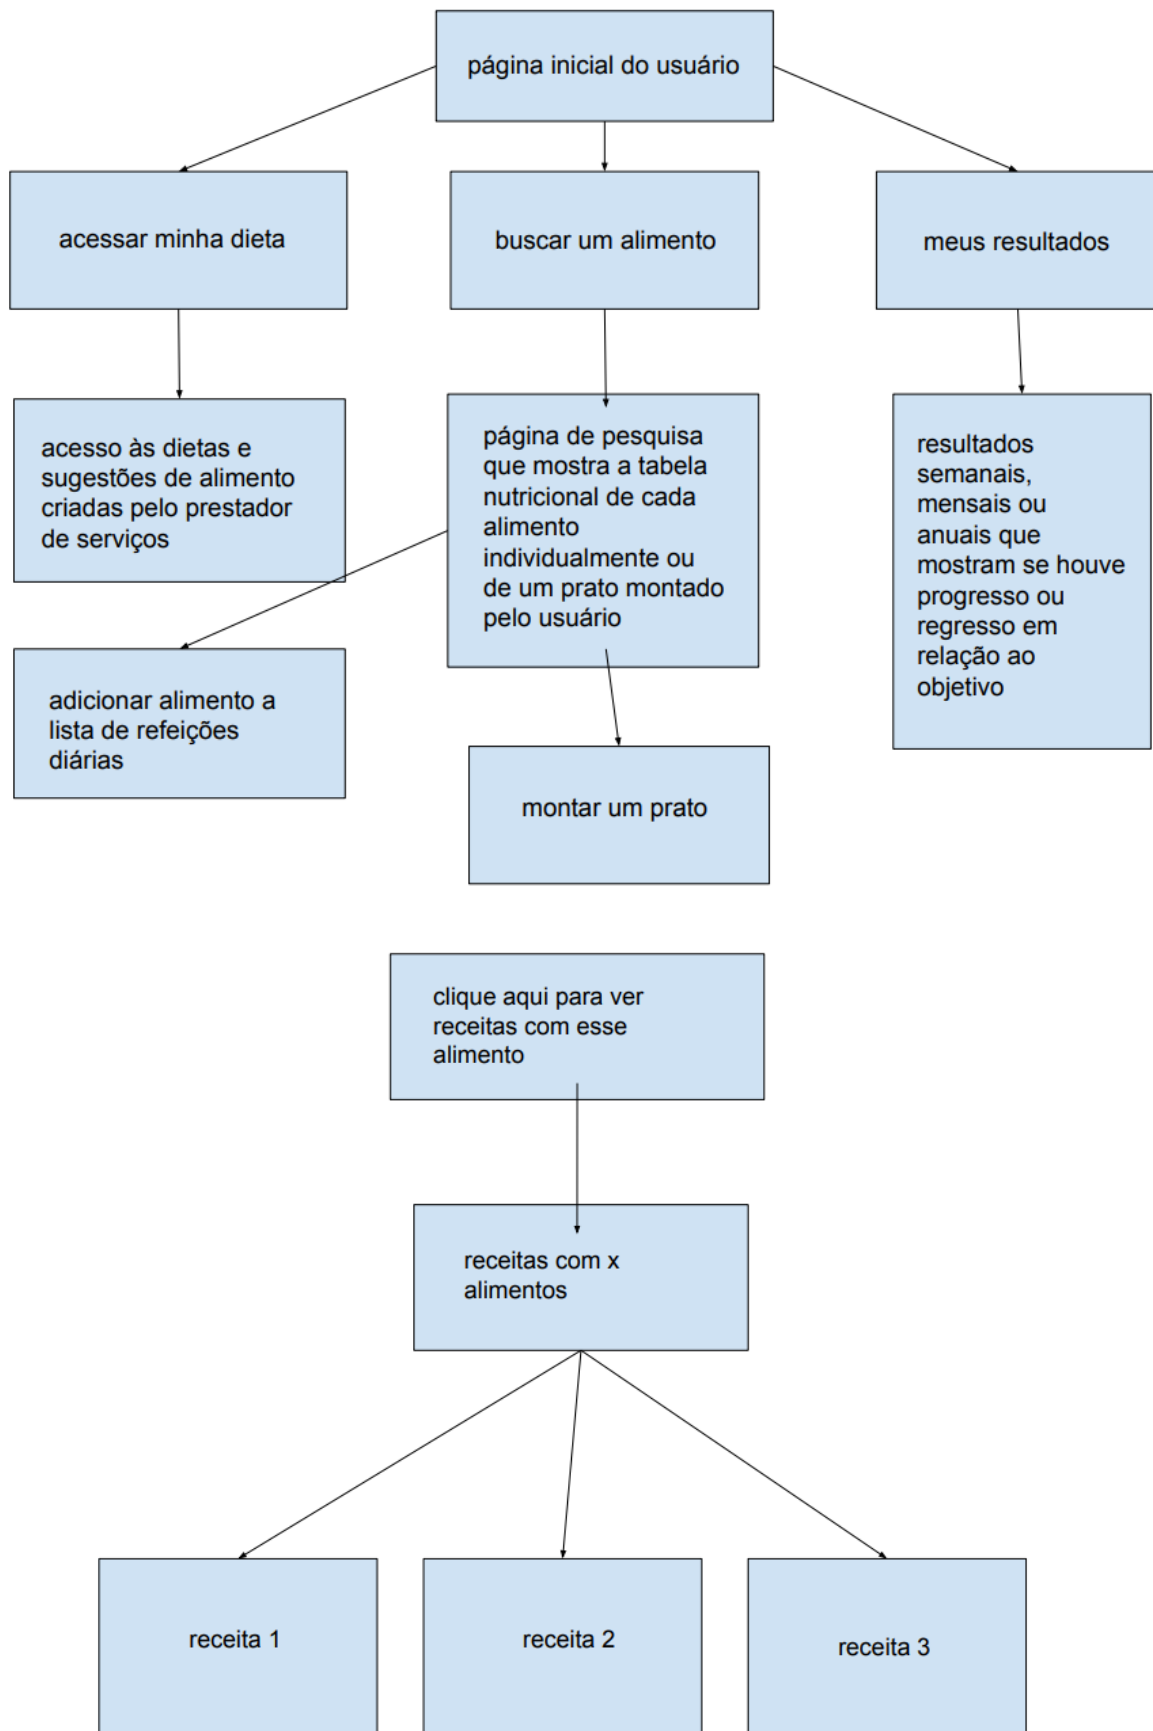 página inicial do usuário
acessar minha dieta
buscar um alimento
meus resultados
acesso às dietas e
sugestões de alimento
criadas pelo prestador
de serviços
página de pesquisa
que mostra a tabela
nutricional de cada
alimento
individualmente ou
de um prato montado
pelo usuário
resultados
semanais,
mensais ou
anuais que
mostram se houve
progresso ou
regresso em
relação ao
objetivo
adicionar alimento a
lista de refeições
diárias
montar um prato
clique aqui para ver
receitas com esse
alimento
receitas com x
alimentos
receita 1
receita 2
receita 3